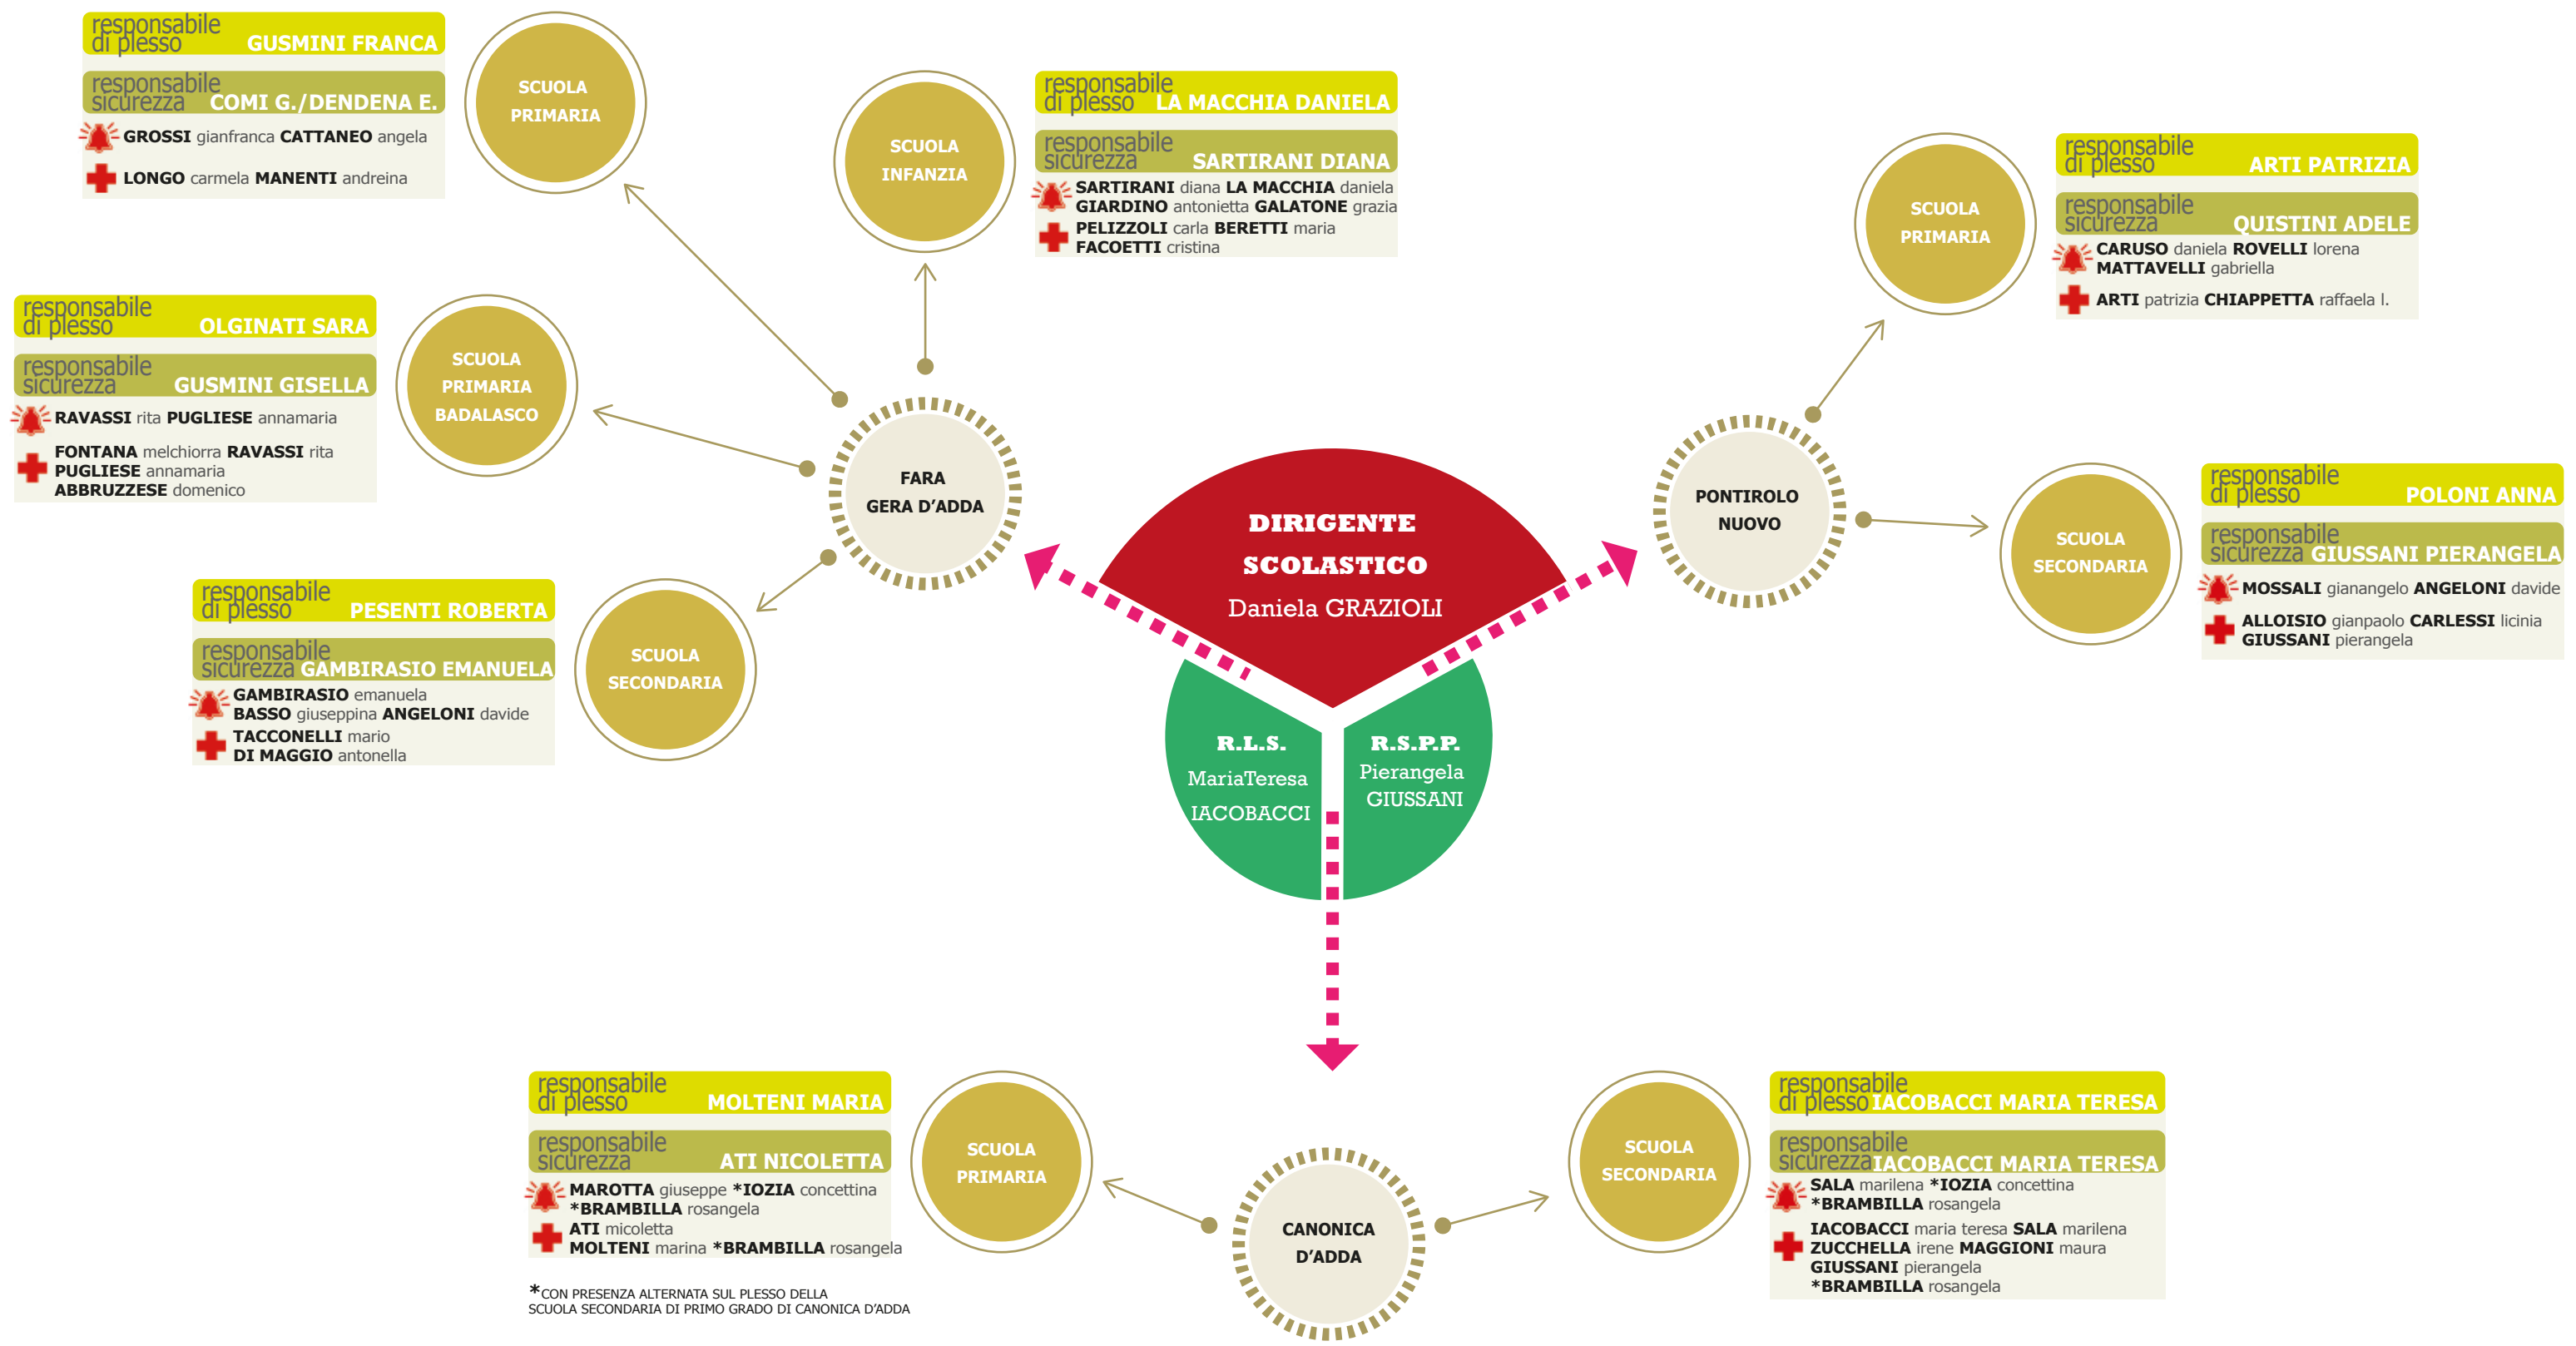 responsabile
di plesso GUSMINI FRANCA
responsabile
sicurezza COMI G./DENDENA E.
GROSSI gianfranca CATTANEO angela
LONGO carmela MANENTI andreina
SCUOLA
PRIMARIA
SCUOLA
INFANZIA
responsabile
di plesso LA MACCHIA DANIELA
responsabile
sicurezza SARTIRANI DIANA
SARTIRANI diana LA MACCHIA daniela
GIARDINO antonietta GALATONE grazia
PELIZZOLI carla BERETTI maria
FACOETTI cristina
SCUOLA
PRIMARIA
responsabile
di plesso ARTI PATRIZIA
responsabile
sicurezza QUISTINI ADELE
CARUSO daniela ROVELLI lorena
MATTAVELLI gabriella
ARTI patrizia CHIAPPETTA raffaela l.
responsabile
di plesso OLGINATI SARA
responsabile
sicurezza GUSMINI GISELLA
RAVASSI rita PUGLIESE annamaria
FONTANA melchiorra RAVASSI rita
PUGLIESE annamaria
ABBRUZZESE domenico
SCUOLA
PRIMARIA
BADALASCO
FARA
GERA D'ADDA
DIRIGENTE
SCOLASTICO
Daniela GRAZIOLI
PONTIROLO
NUOVO
SCUOLA
SECONDARIA
responsabile
di plesso POLONI ANNA
responsabile
sicurezza GIUSSANI PIERANGELA
MOSSALI gianangelo ANGELONI davide
ALLOISIO gianpaolo CARLESSI licinia
GIUSSANI pierangela
responsabile
di plesso PESENTI ROBERTA
responsabile
sicurezza GAMBIRASIO EMANUELA
GAMBIRASIO emanuela
BASSO giuseppina ANGELONI davide
TACCONELLI mario
DI MAGGIO antonella
SCUOLA
SECONDARIA
R.L.S.
MariaTeresa
IACOBACCI
R.S.P.P.
Pierangela
GIUSSANI
responsabile
di plesso MOLTENI MARIA
responsabile
sicurezza ATI NICOLETTA
MAROTTA giuseppe *IOZIA concettina
*BRAMBILLA rosangela
ATI micoletta
MOLTENI marina *BRAMBILLA rosangela
*CON PRESENZA ALTERNATA SUL PLESSO DELLA
SCUOLA SECONDARIA DI PRIMO GRADO DI CANONICA D'ADDA
SCUOLA
PRIMARIA
CANONICA
D'ADDA
SCUOLA
SECONDARIA
responsabile
di plesso IACOBACCI MARIA TERESA
responsabile
sicurezza IACOBACCI MARIA TERESA
SALA marilena *IOZIA concettina
*BRAMBILLA rosangela
IACOBACCI maria teresa SALA marilena
ZUCCHELLA irene MAGGIONI maura
GIUSSANI pierangela
*BRAMBILLA rosangela